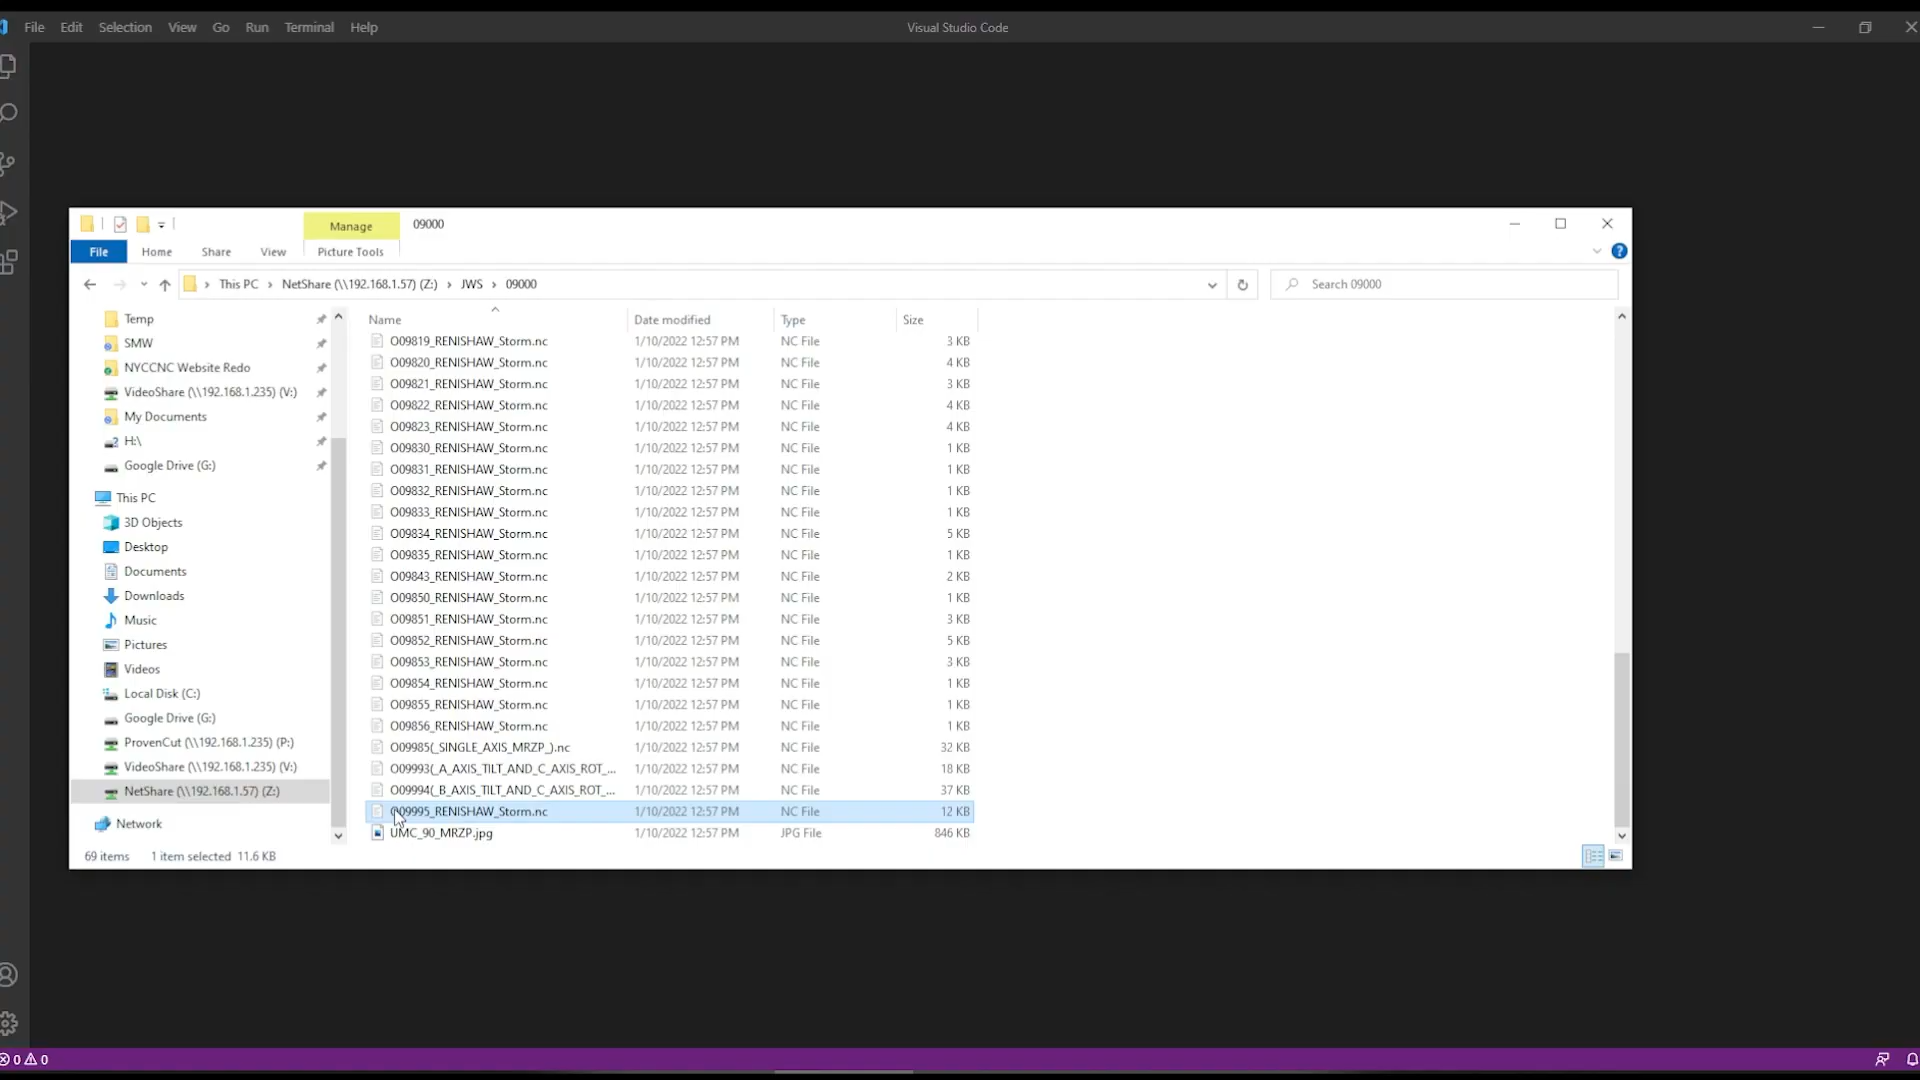 File Edit Selection View Go Run Terminal Help Visual Studio Code
Manage 09000
File Home Share View Picture Tools
This PC NetShare (\\192.168.1.57) (Z:) JWS 09000 Search 09000
Temp
SMW
NYCCNC Website Redo
VideoShare (\\192.168.1.235) (V:)
My Documents
H:\
Google Drive (G:)
This PC
3D Objects
Desktop
Documents
Downloads
Music
Pictures
Videos
Local Disk (C:)
Google Drive (G:)
ProvenCut (\\192.168.1.235) (P:)
VideoShare (\\192.168.1.235) (V:)
NetShare (\\192.168.1.57) (Z:)
Network
Name Date modified Type Size
O09819_RENISHAW_Storm.nc 1/10/2022 12:57 PM NC File 3 KB
O09820_RENISHAW_Storm.nc 1/10/2022 12:57 PM NC File 4 KB
O09821_RENISHAW_Storm.nc 1/10/2022 12:57 PM NC File 3 KB
O09822_RENISHAW_Storm.nc 1/10/2022 12:57 PM NC File 4 KB
O09823_RENISHAW_Storm.nc 1/10/2022 12:57 PM NC File 4 KB
O09830_RENISHAW_Storm.nc 1/10/2022 12:57 PM NC File 1 KB
O09831_RENISHAW_Storm.nc 1/10/2022 12:57 PM NC File 1 KB
O09832_RENISHAW_Storm.nc 1/10/2022 12:57 PM NC File 1 KB
O09833_RENISHAW_Storm.nc 1/10/2022 12:57 PM NC File 1 KB
O09834_RENISHAW_Storm.nc 1/10/2022 12:57 PM NC File 5 KB
O09835_RENISHAW_Storm.nc 1/10/2022 12:57 PM NC File 1 KB
O09843_RENISHAW_Storm.nc 1/10/2022 12:57 PM NC File 2 KB
O09850_RENISHAW_Storm.nc 1/10/2022 12:57 PM NC File 1 KB
O09851_RENISHAW_Storm.nc 1/10/2022 12:57 PM NC File 3 KB
O09852_RENISHAW_Storm.nc 1/10/2022 12:57 PM NC File 5 KB
O09853_RENISHAW_Storm.nc 1/10/2022 12:57 PM NC File 3 KB
O09854_RENISHAW_Storm.nc 1/10/2022 12:57 PM NC File 1 KB
O09855_RENISHAW_Storm.nc 1/10/2022 12:57 PM NC File 1 KB
O09856_RENISHAW_Storm.nc 1/10/2022 12:57 PM NC File 1 KB
O09985(_SINGLE_AXIS_MRZP_).nc 1/10/2022 12:57 PM NC File 32 KB
O09993(_A_AXIS_TILT_AND_C_AXIS_ROT_... 1/10/2022 12:57 PM NC File 18 KB
O09994(_B_AXIS_TILT_AND_C_AXIS_ROT_... 1/10/2022 12:57 PM NC File 37 KB
O09995_RENISHAW_Storm.nc 1/10/2022 12:57 PM NC File 12 KB
UMC_90_MRZP.jpg 1/10/2022 12:57 PM JPG File 846 KB
69 items 1 item selected 11.6 KB
0 0